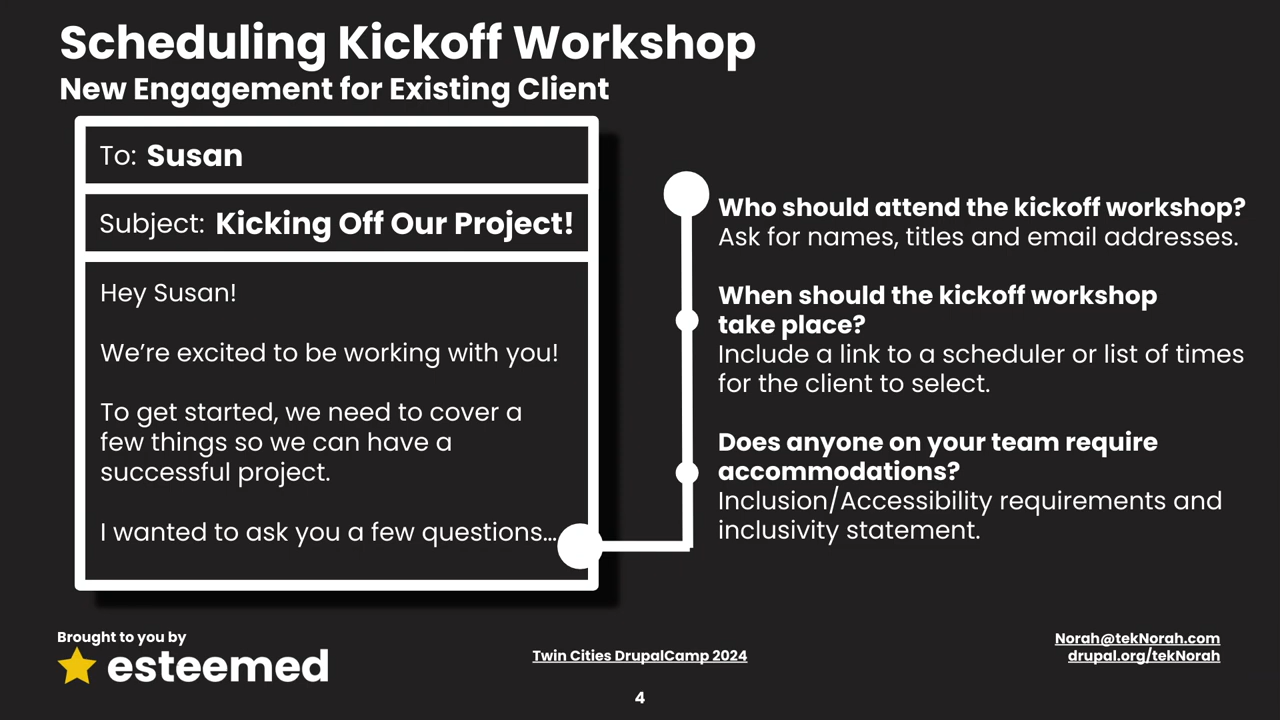 Scheduling Kickoff Workshop
New Engagement for Existing Client
To: Susan
Subject: Kicking Off Our Project!
Hey Susan!
We’re excited to be working with you!
To get started, we need to cover a
few things so we can have a
successful project.
I wanted to ask you a few questions...
Who should attend the kickoff workshop?
Ask for names, titles and email addresses.
When should the kickoff workshop
take place?
Include a link to a scheduler or list of times
for the client to select.
Does anyone on your team require
accommodations?
Inclusion/Accessibility requirements and
inclusivity statement.
Brought to you by
esteemed
Twin Cities DrupalCamp 2024
Norah@tekNorah.com
drupal.org/tekNorah
4